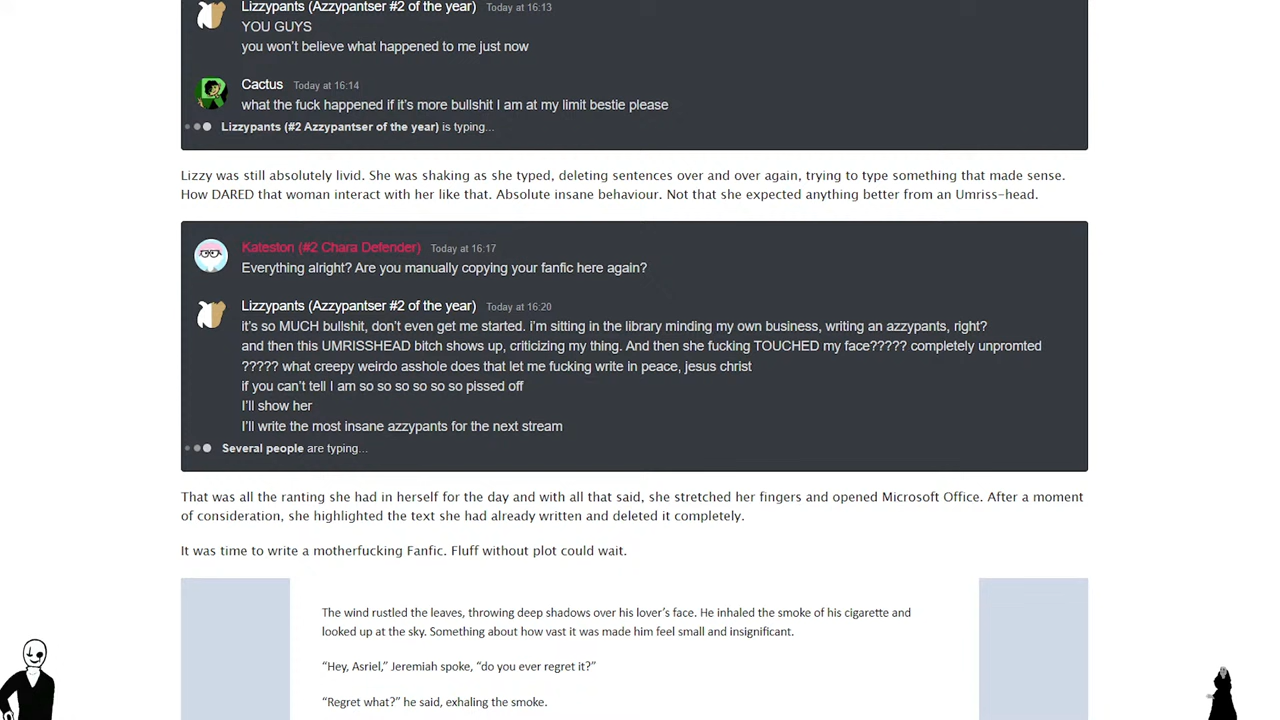 Lizzypants (Azzypantser #2 of the year) Today at 16:13
YOU GUYS
you won't believe what happened to me just now
Cactus Today at 16:14
what the fuck happened if it's more bullshit I am at my limit bestie please
Lizzypants (#2 Azzypantser of the year) is typing...
Lizzy was still absolutely livid. She was shaking as she typed, deleting sentences over and over again, trying to type something that made sense.
How DARED that woman interact with her like that. Absolute insane behaviour. Not that she expected anything better from an Umriss-head.
Kateston (#2 Chara Defender) Today at 16:17
Everything alright? Are you manually copying your fanfic here again?
Lizzypants (Azzypantser #2 of the year) Today at 16:20
it's so MUCH bullshit, don't even get me started. i'm sitting in the library minding my own business, writing an azzypants, right?
and then this UMRISSHEAD bitch shows up, criticizing my thing. And then she fucking TOUCHED my face????? completely unpromted
????? what creepy weirdo asshole does that let me fucking write in peace, jesus christ
if you can't tell I am so so so so so so pissed off
I'll show her
I'll write the most insane azzypants for the next stream
Several people are typing...
That was all the ranting she had in herself for the day and with all that said, she stretched her fingers and opened Microsoft Office. After a moment
of consideration, she highlighted the text she had already written and deleted it completely.
It was time to write a motherfucking Fanfic. Fluff without plot could wait.
The wind rustled the leaves, throwing deep shadows over his lover's face. He inhaled the smoke of his cigarette and
looked up at the sky. Something about how vast it was made him feel small and insignificant.
"Hey, Asriel," Jeremiah spoke, "do you ever regret it?"
"Regret what?" he said, exhaling the smoke.